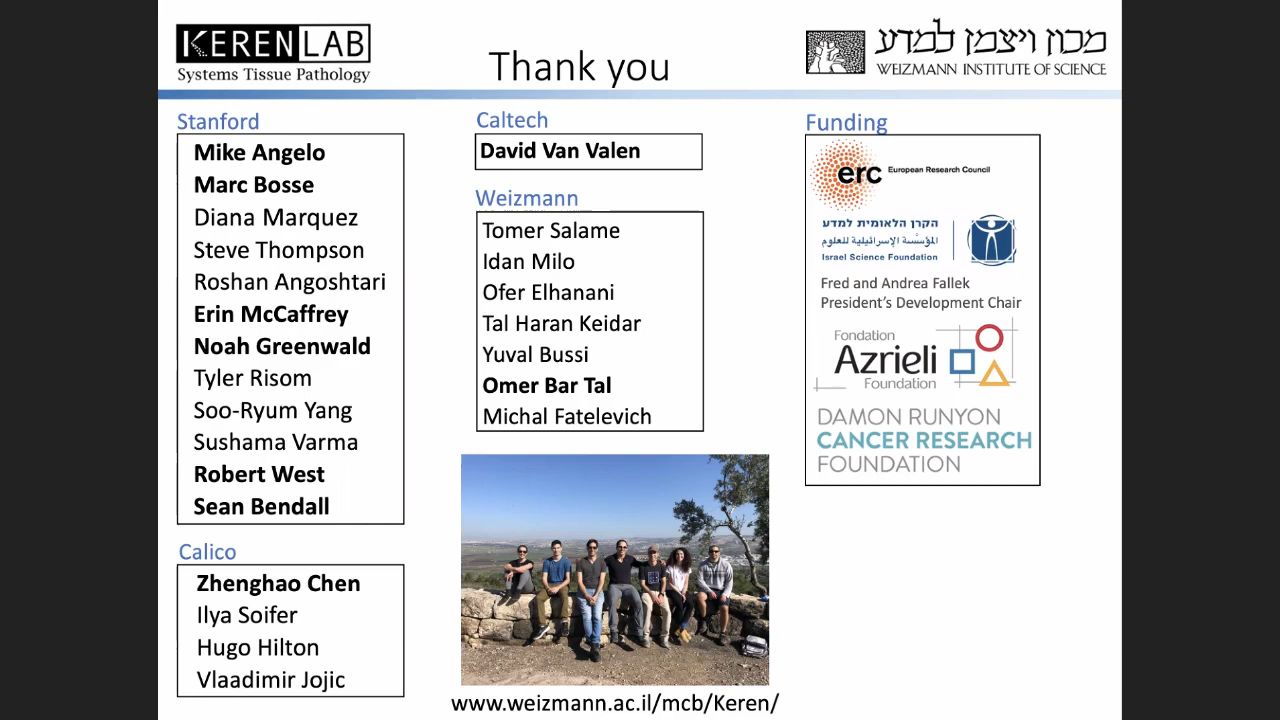 KEREN LAB
Systems Tissue Pathology
Thank you
מכון ויצמן למדע
WEIZMANN INSTITUTE OF SCIENCE
Stanford
Mike Angelo
Marc Bosse
Diana Marquez
Steve Thompson
Roshan Angoshtari
Erin McCaffrey
Noah Greenwald
Tyler Risom
Soo-Ryum Yang
Sushama Varma
Robert West
Sean Bendall
Calico
Zhenghao Chen
Ilya Soifer
Hugo Hilton
Vlaadimir Jojic
Caltech
David Van Valen
Weizmann
Tomer Salame
Idan Milo
Ofer Elhanani
Tal Haran Keidar
Yuval Bussi
Omer Bar Tal
Michal Fatelevich
www.weizmann.ac.il/mcb/Keren/
Funding
erc European Research Council
הקרן הלאומית למדע
المؤسّسة الإسرائيلية للعلوم
Israel Science Foundation
Fred and Andrea Fallek
President's Development Chair
Fondation
Azrieli
Foundation
DAMON RUNYON
CANCER RESEARCH
FOUNDATION